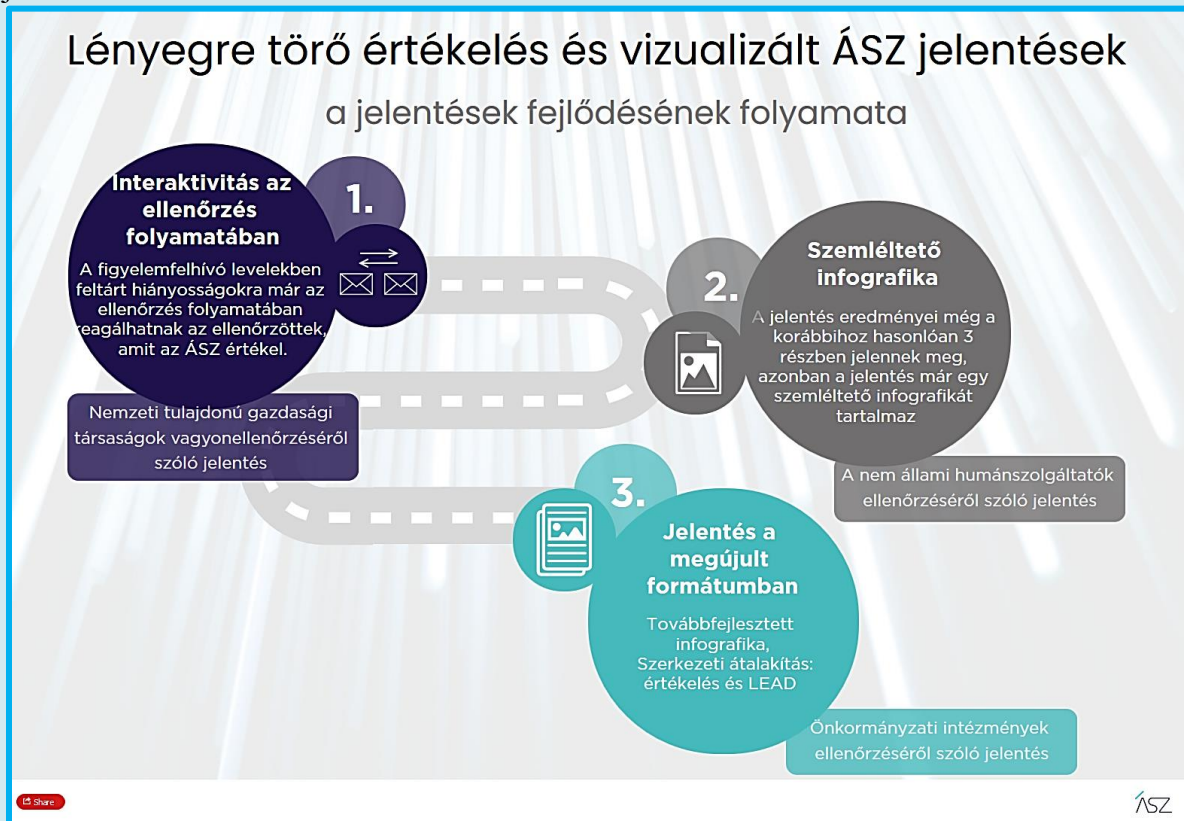 Lényegre törő értékelés és vizualizált ÁSZ jelentések
a jelentések fejlődésének folyamata
1.
Interaktivitás az
ellenőrzés
folyamatában
A figyelemfelhívó levelekben
feltárt hiányosságokra már az
ellenőrzés folyamatában
reagálhatnak az ellenőrzöttek,
amit az ÁSZ értékel.
Nemzeti tulajdonú gazdasági
társaságok vagyonellenőrzéséről
szóló jelentés
2.
Szemléltető
infografika
A jelentés eredményei még a
korábbihoz hasonlóan 3
részben jelennek meg,
azonban a jelentés már egy
szemléltető infografikát
tartalmaz
A nem állami humánszolgáltatók
ellenőrzéséről szóló jelentés
3.
Jelentés a
megújult
formátumban
Továbbfejlesztett
infografika,
Szerkezeti átalakítás:
értékelés és LEAD
Önkormányzati intézmények
ellenőrzéséről szóló jelentés
Share
ÁSZ